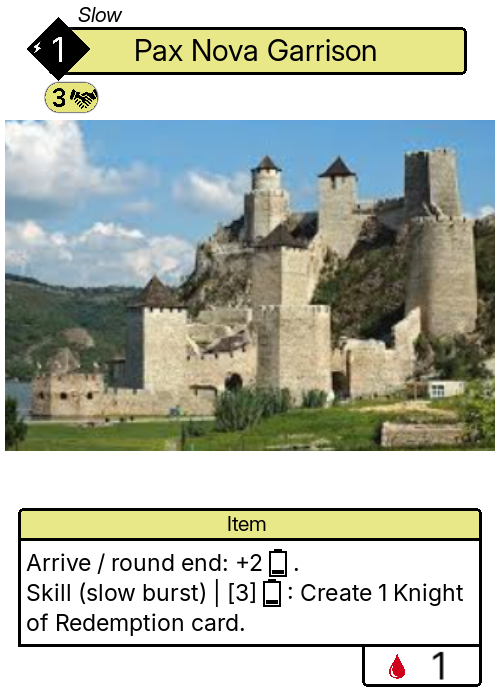 Slow
1 Pax Nova Garrison
3
Item
Arrive / round end: +2 .
Skill (slow burst) | [3] : Create 1 Knight
of Redemption card.
1